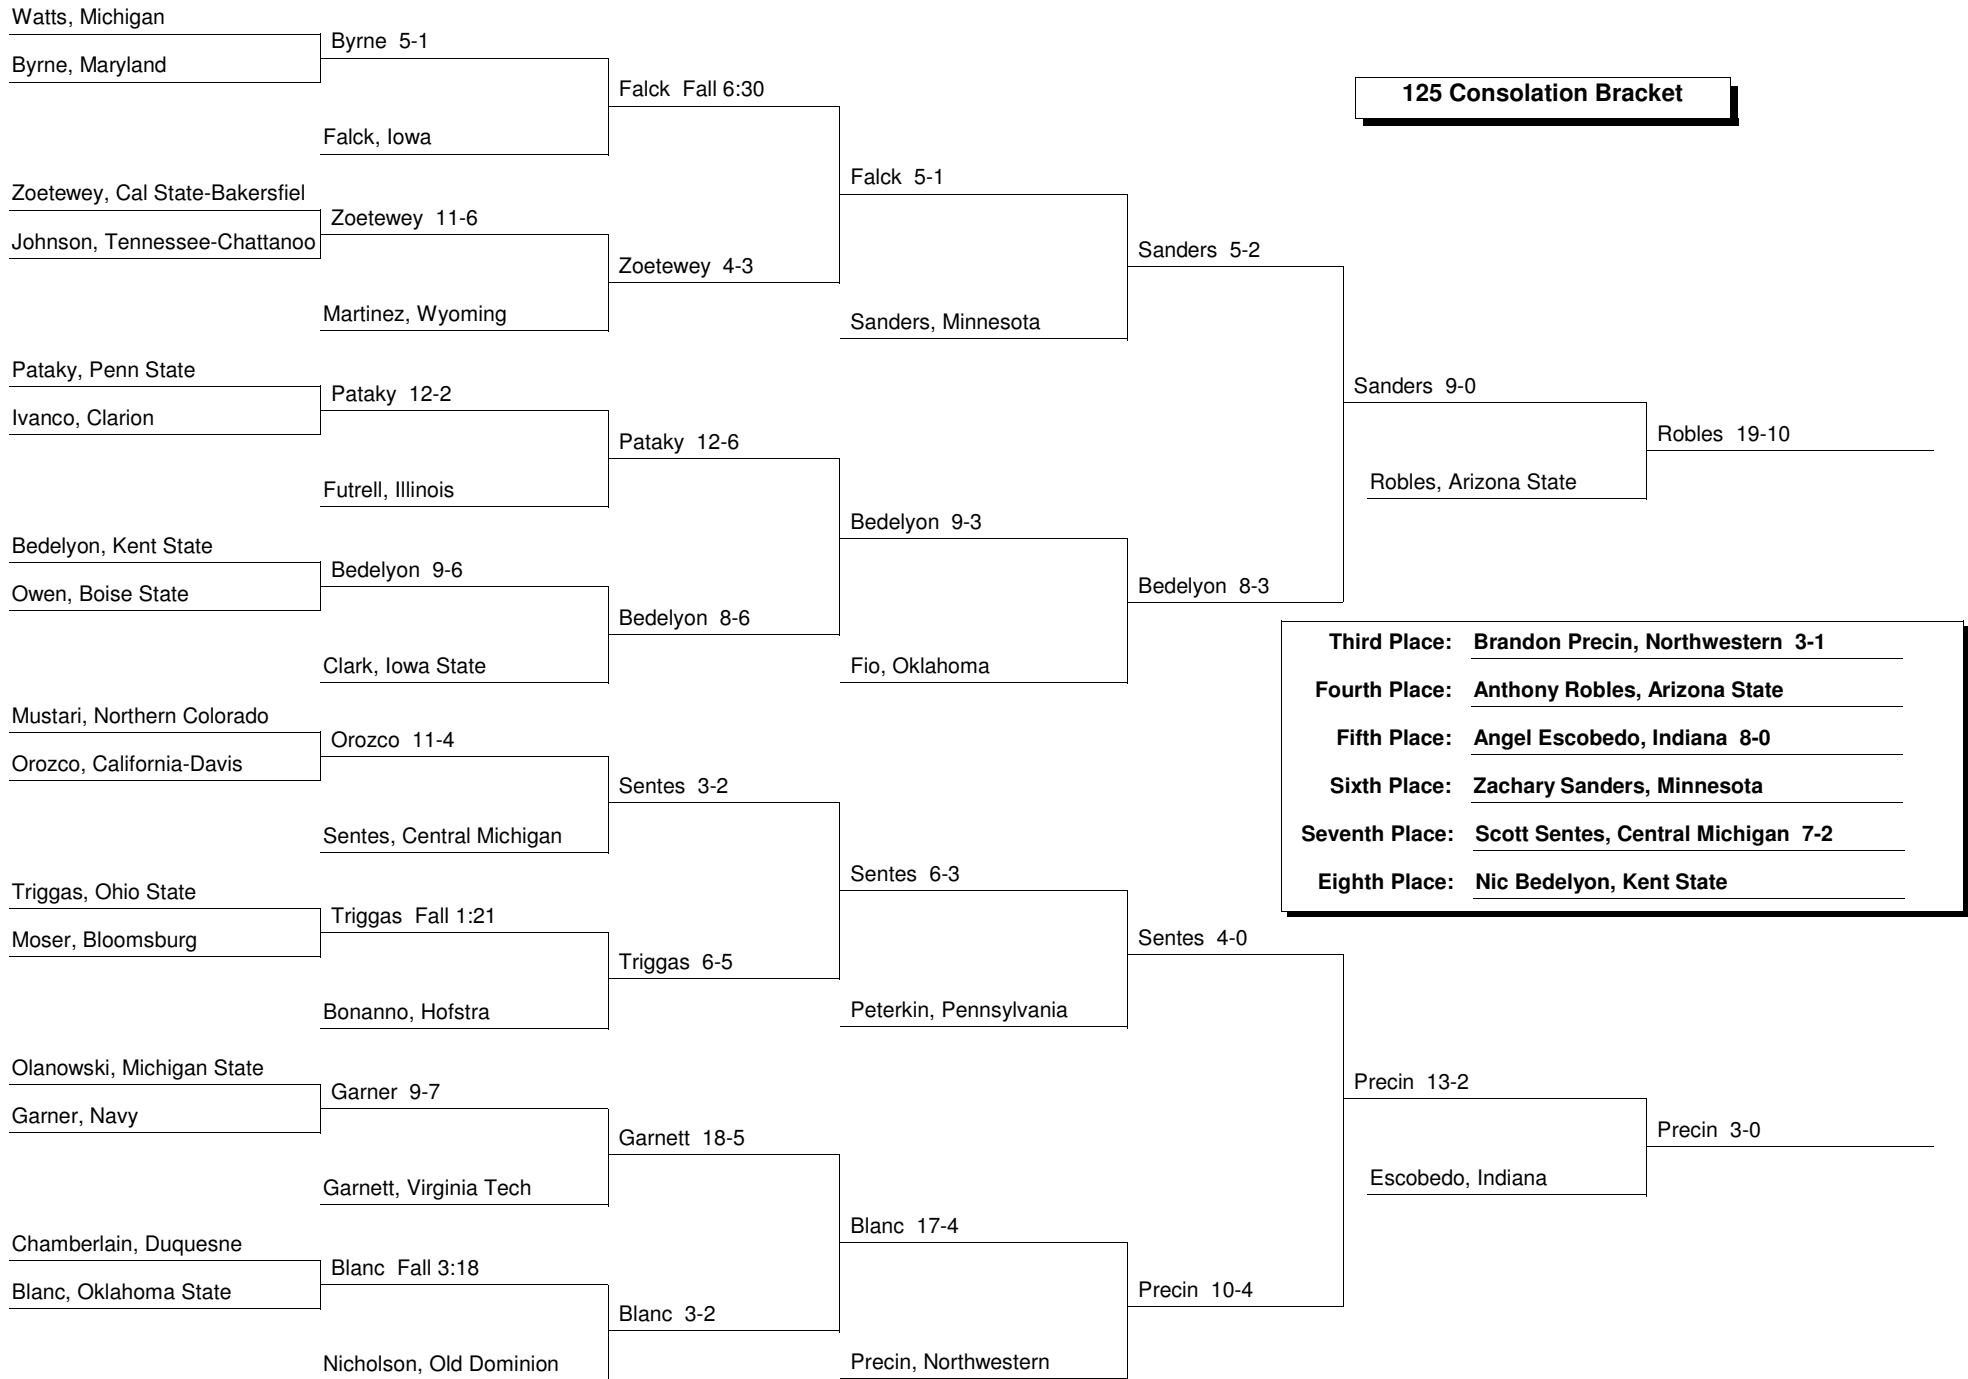 Watts, Michigan
Byrne 5-1
Byrne, Maryland
Falck Fall 6:30
125 Consolation Bracket
Falck, Iowa
Falck 5-1
Zoetewey, Cal State-Bakersfiel
Zoetewey 11-6
Johnson, Tennessee-Chattanoo
Sanders 5-2
Zoetewey 4-3
Martinez, Wyoming
Sanders, Minnesota
Pataky, Penn State
Sanders 9-0
Pataky 12-2
Ivanco, Clarion
Robles 19-10
Pataky 12-6
Robles, Arizona State
Futrell, Illinois
Bedelyon 9-3
Bedelyon, Kent State
Bedelyon 9-6
Bedelyon 8-3
Owen, Boise State
Bedelyon 8-6
Third Place: Brandon Precin, Northwestern 3-1
Clark, Iowa State
Fio, Oklahoma
Fourth Place: Anthony Robles, Arizona State
Mustari, Northern Colorado
Orozco 11-4
Fifth Place: Angel Escobedo, Indiana 8-0
Orozco, California-Davis
Sentes 3-2
Sixth Place: Zachary Sanders, Minnesota
Sentes, Central Michigan
Seventh Place: Scott Sentes, Central Michigan 7-2
Sentes 6-3
Eighth Place: Nic Bedelyon, Kent State
Triggas, Ohio State
Triggas Fall 1:21
Moser, Bloomsburg
Sentes 4-0
Triggas 6-5
Bonanno, Hofstra
Peterkin, Pennsylvania
Olanowski, Michigan State
Precin 13-2
Garner 9-7
Garner, Navy
Precin 3-0
Garnett 18-5
Escobedo, Indiana
Garnett, Virginia Tech
Blanc 17-4
Chamberlain, Duquesne
Blanc Fall 3:18
Blanc, Oklahoma State
Precin 10-4
Blanc 3-2
Nicholson, Old Dominion
Precin, Northwestern